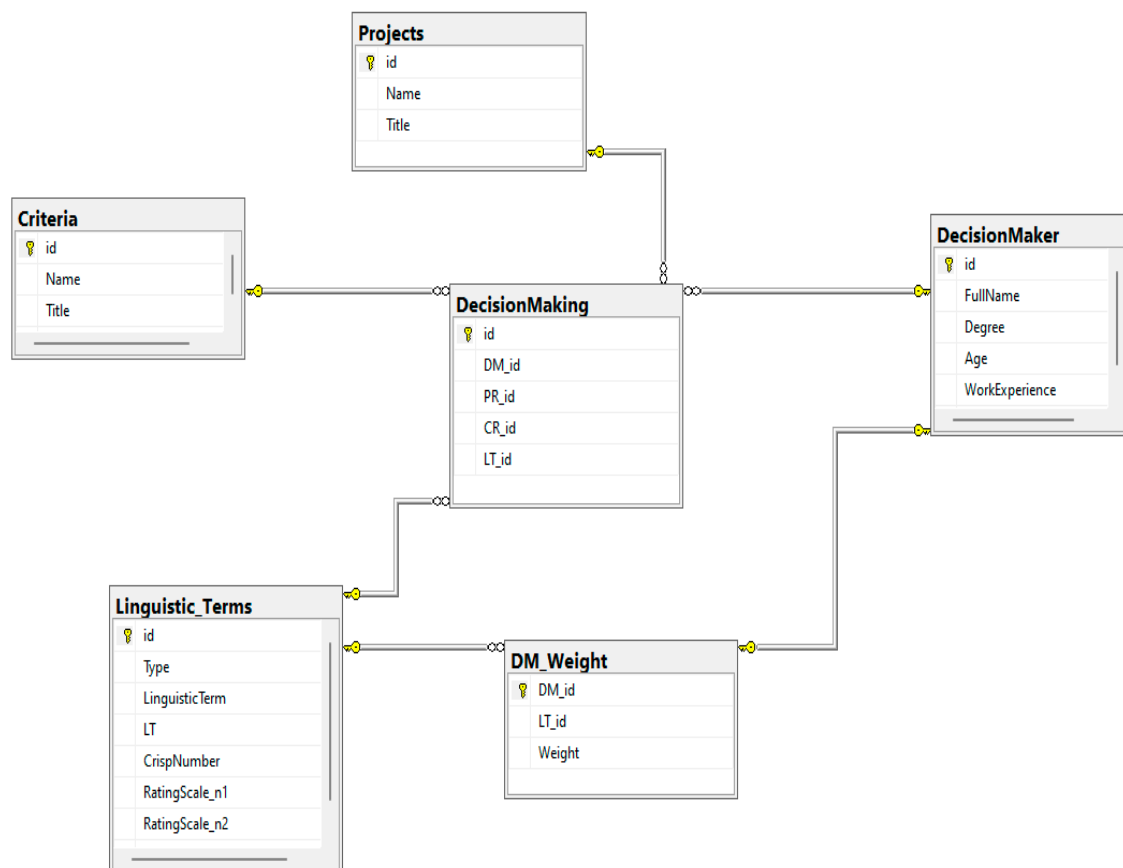 Projects
id
Name
Title
Criteria
id
Name
Title
DecisionMaker
id
FullName
Degree
Age
WorkExperience
DecisionMaking
id
DM_id
PR_id
CR_id
LT_id
Linguistic_Terms
id
Type
LinguisticTerm
LT
CrispNumber
RatingScale_n1
RatingScale_n2
DM_Weight
DM_id
LT_id
Weight